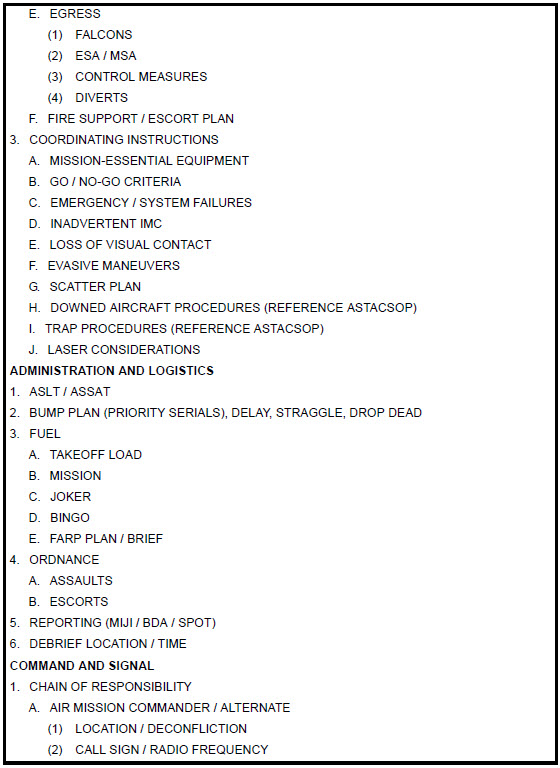 E. EGRESS
(1) FALCONS
(2) ESA / MSA
(3) CONTROL MEASURES
(4) DIVERTS
F. FIRE SUPPORT / ESCORT PLAN
3. COORDINATING INSTRUCTIONS
A. MISSION-ESSENTIAL EQUIPMENT
B. GO / NO-GO CRITERIA
C. EMERGENCY / SYSTEM FAILURES
D. INADVERTENT IMC
E. LOSS OF VISUAL CONTACT
F. EVASIVE MANEUVERS
G. SCATTER PLAN
H. DOWNED AIRCRAFT PROCEDURES (REFERENCE ASTACSOP)
I. TRAP PROCEDURES (REFERENCE ASTACSOP)
J. LASER CONSIDERATIONS
ADMINISTRATION AND LOGISTICS
1. ASLT / ASSAT
2. BUMP PLAN (PRIORITY SERIALS), DELAY, STRAGGLE, DROP DEAD
3. FUEL
A. TAKEOFF LOAD
B. MISSION
C. JOKER
D. BINGO
E. FARP PLAN / BRIEF
4. ORDNANCE
A. ASSAULTS
B. ESCORTS
5. REPORTING (MIJI / BDA / SPOT)
6. DEBRIEF LOCATION / TIME
COMMAND AND SIGNAL
1. CHAIN OF RESPONSIBILITY
A. AIR MISSION COMMANDER / ALTERNATE
(1) LOCATION / DECONFLICTION
(2) CALL SIGN / RADIO FREQUENCY